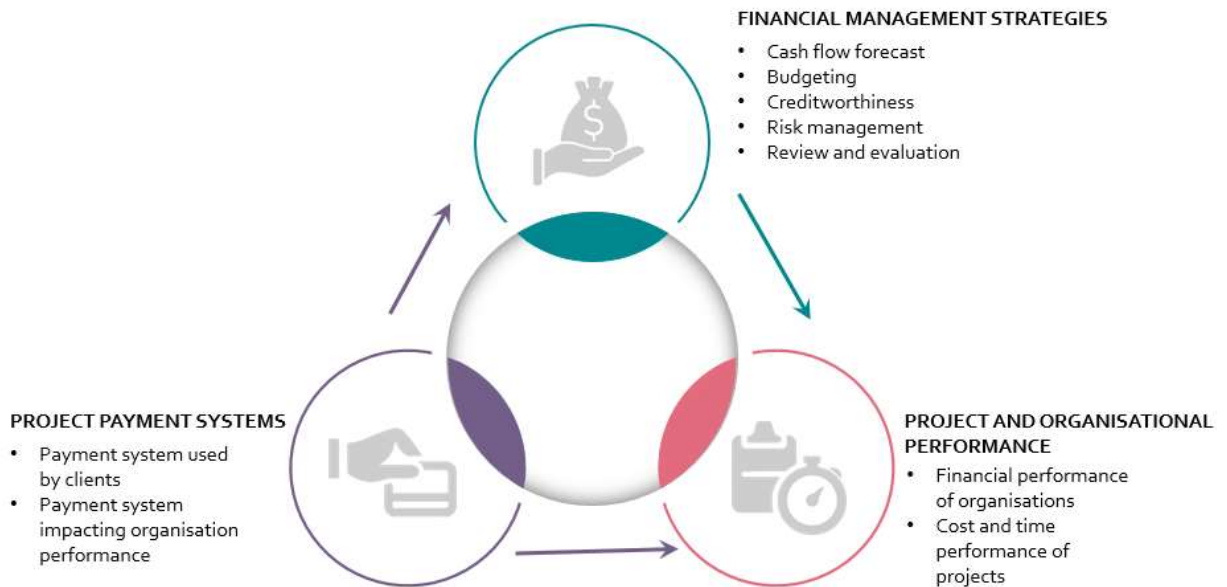 FINANCIAL MANAGEMENT STRATEGIES
• Cash flow forecast
• Budgeting
• Creditworthiness
• Risk management
• Review and evaluation
$
PROJECT PAYMENT SYSTEMS
• Payment system used
by clients
• Payment system
impacting organisation
performance
PROJECT AND ORGANISATIONAL
PERFORMANCE
• Financial performance
of organisations
• Cost and time
performance of
projects